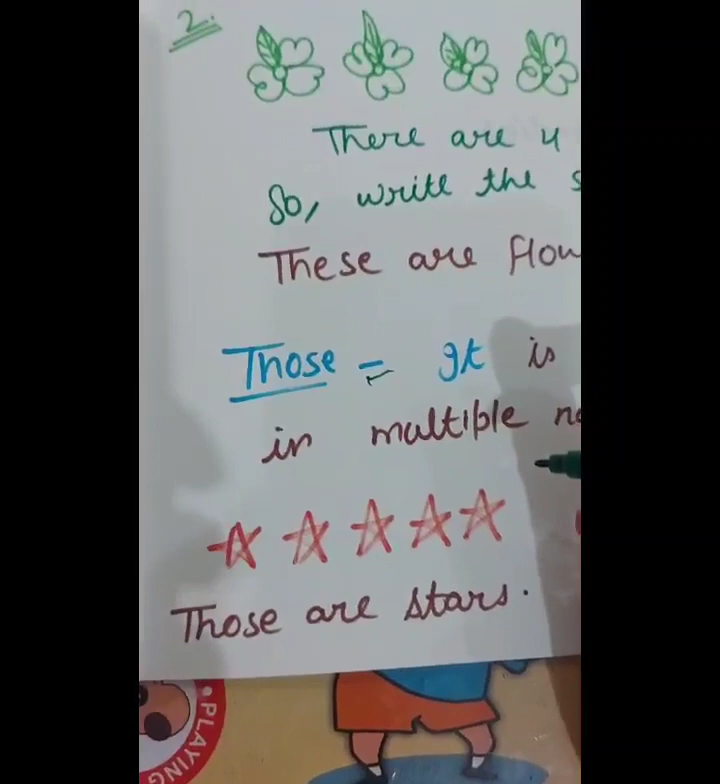 2.
There are 4
So, write the s
These are flow
Those = It is
in multiple n
Those are stars.
PLAYING
NG